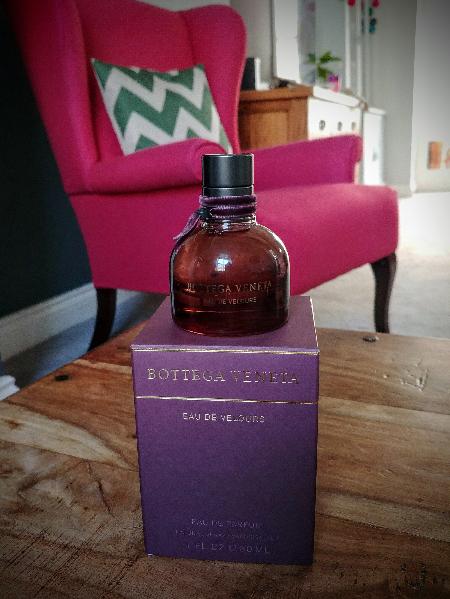 BOTTEGA VENETA
EAU DE VELOURS
BOTTEGA VENETA
EAU DE VELOURS
EAU DE PARFUM